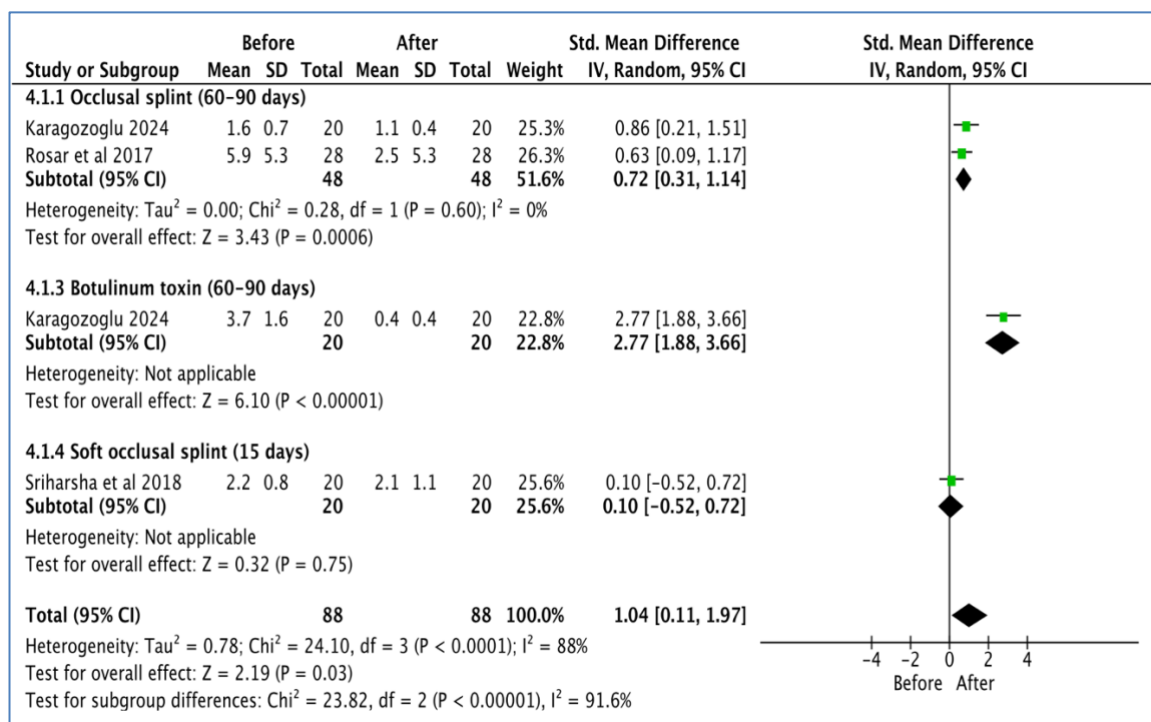 Before After Std. Mean Difference Std. Mean Difference
Study or Subgroup Mean SD Total Mean SD Total Weight IV, Random, 95% CI IV, Random, 95% CI
4.1.1 Occlusal splint (60–90 days)
Karagozoglu 2024 1.6 0.7 20 1.1 0.4 20 25.3% 0.86 [0.21, 1.51]
Rosar et al 2017 5.9 5.3 28 2.5 5.3 28 26.3% 0.63 [0.09, 1.17]
Subtotal (95% CI) 48 48 51.6% 0.72 [0.31, 1.14]
Heterogeneity: Tau² = 0.00; Chi² = 0.28, df = 1 (P = 0.60); I² = 0%
Test for overall effect: Z = 3.43 (P = 0.0006)
4.1.3 Botulinum toxin (60–90 days)
Karagozoglu 2024 3.7 1.6 20 0.4 0.4 20 22.8% 2.77 [1.88, 3.66]
Subtotal (95% CI) 20 20 22.8% 2.77 [1.88, 3.66]
Heterogeneity: Not applicable
Test for overall effect: Z = 6.10 (P < 0.00001)
4.1.4 Soft occlusal splint (15 days)
Sriharsha et al 2018 2.2 0.8 20 2.1 1.1 20 25.6% 0.10 [−0.52, 0.72]
Subtotal (95% CI) 20 20 25.6% 0.10 [−0.52, 0.72]
Heterogeneity: Not applicable
Test for overall effect: Z = 0.32 (P = 0.75)
Total (95% CI) 88 88 100.0% 1.04 [0.11, 1.97]
Heterogeneity: Tau² = 0.78; Chi² = 24.10, df = 3 (P < 0.0001); I² = 88%
Test for overall effect: Z = 2.19 (P = 0.03)
Test for subgroup differences: Chi² = 23.82, df = 2 (P < 0.00001), I² = 91.6%
−4 −2 0 2 4
Before After